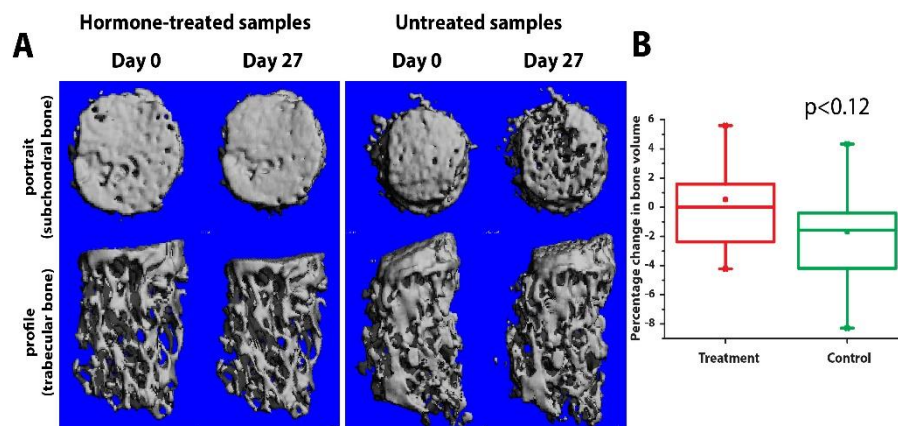 A
Hormone-treated samples
Untreated samples
Day 0
Day 27
Day 0
Day 27
portrait
(subchondral bone)
profile
(trabecular bone)
B
p<0.12
Percentage change in bone volume
6
4
2
0
-2
-4
-6
-8
Treatment
Control